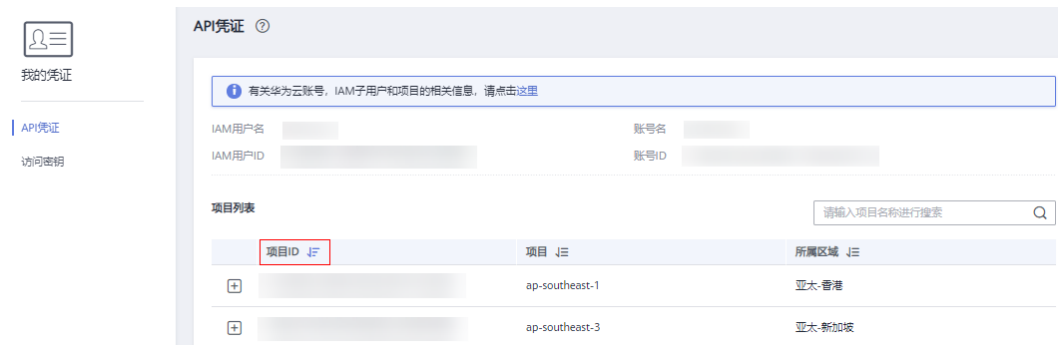 我的凭证
API凭证
访问密钥
API凭证 ?
有关华为云账号，IAM子用户和项目的相关信息，请点击这里
IAM用户名 账号名
IAM用户ID 账号ID
项目列表 请输入项目名称进行搜索
项目ID 项目 所属区域
ap-southeast-1 亚太-香港
ap-southeast-3 亚太-新加坡